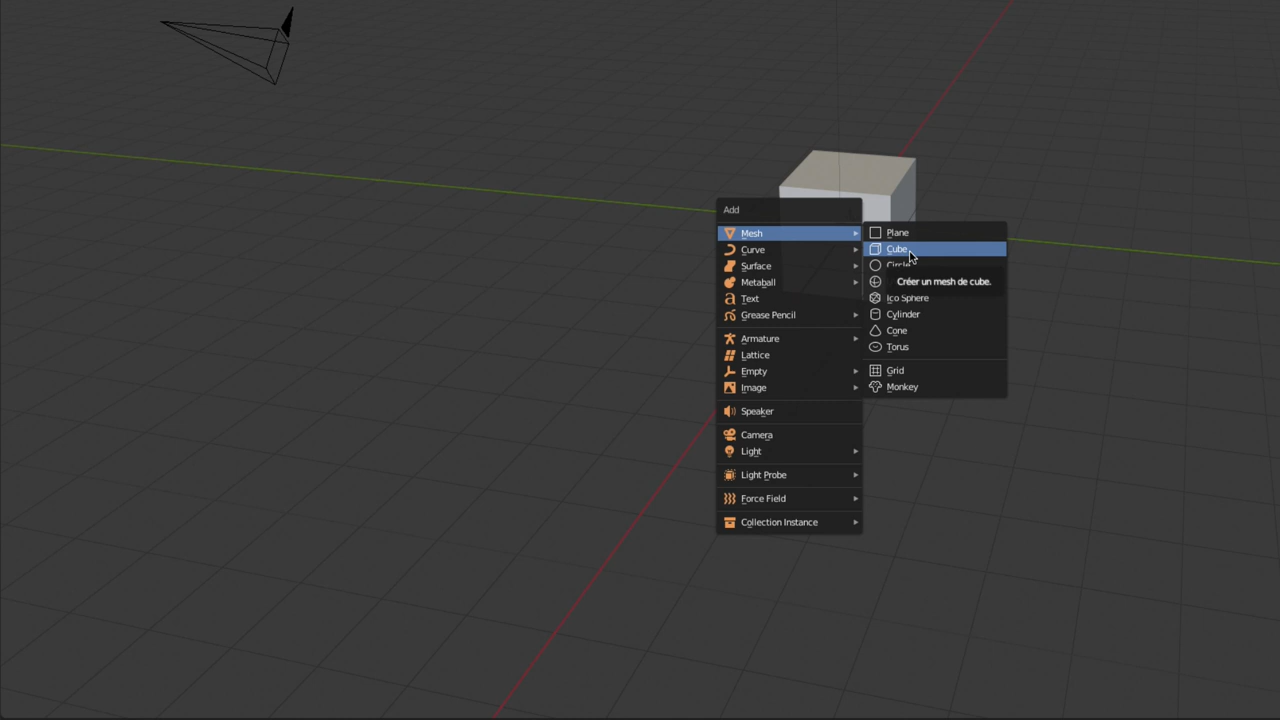 Add
Mesh
Curve
Surface
Metaball
Text
Grease Pencil
Armature
Lattice
Empty
Image
Speaker
Camera
Light
Light Probe
Force Field
Collection Instance
Plane
Cube
Circle
Créer un mesh de cube.
Ico Sphere
Cylinder
Cone
Torus
Grid
Monkey